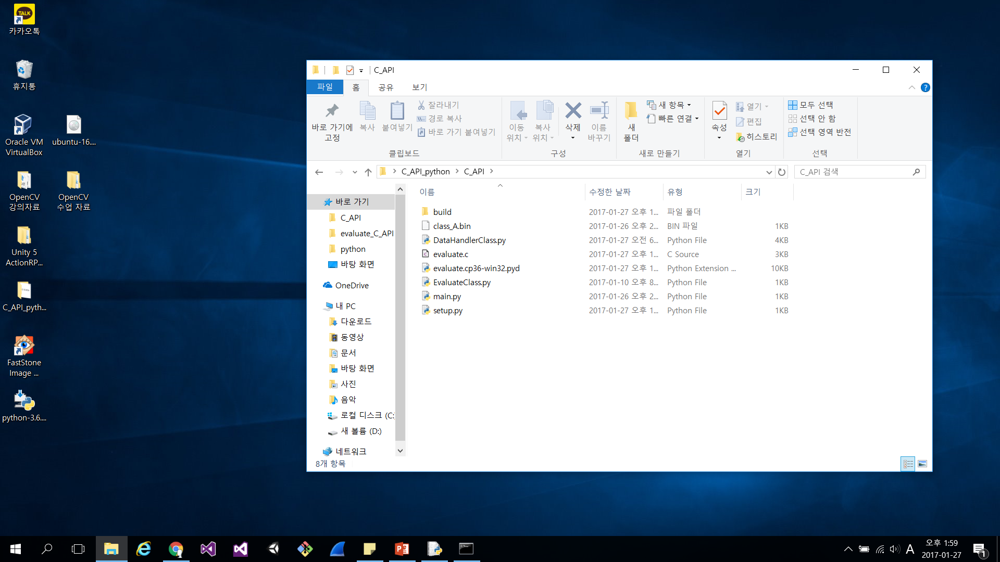 TALK
카카오톡
휴지통
Oracle VM
VirtualBox
ubuntu-16....
OpenCV
강의자료
OpenCV
수업 자료
Unity 5
ActionRP...
C_API_pyth...
FastStone
Image ...
python-3.6....
C_API
파일
홈
공유
보기
바로 가기에
고정
복사
붙여넣기
잘라내기
경로 복사
바로 가기 붙여넣기
클립보드
이동
위치
복사
위치
삭제
이름
바꾸기
구성
새
폴더
새 항목
빠른 연결
새로 만들기
속성
열기
편집
히스토리
열기
모두 선택
선택 안 함
선택 영역 반전
선택
C_API_python
C_API
C_API 검색
바로 가기
C_API
evaluate_C_API
python
바탕 화면
OneDrive
내 PC
다운로드
동영상
문서
바탕 화면
사진
음악
로컬 디스크 (C:
새 볼륨 (D:)
네트워크
이름 수정한 날짜 유형 크기
build 2017-01-27 오후 1... 파일 폴더
class_A.bin 2017-01-26 오후 2... BIN 파일 1KB
DataHandlerClass.py 2017-01-27 오전 6... Python File 4KB
evaluate.c 2017-01-27 오후 1... C Source 3KB
evaluate.cp36-win32.pyd 2017-01-27 오후 1... Python Extension ... 10KB
EvaluateClass.py 2017-01-10 오후 8... Python File 1KB
main.py 2017-01-26 오후 2... Python File 1KB
setup.py 2017-01-27 오후 1... Python File 1KB
8개 항목
A
오후 1:59
2017-01-27
1